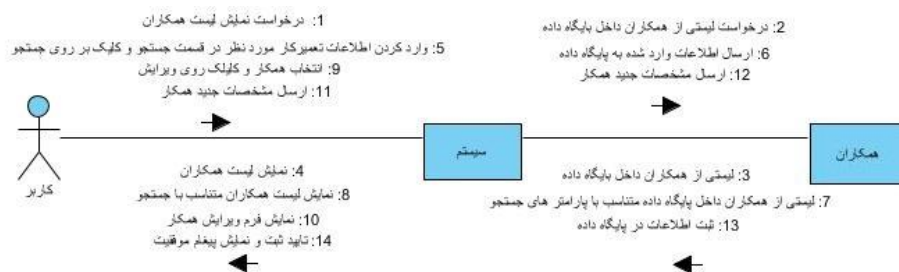 1: درخواست نمایش لیست همکاران
5: وارد کردن اطلاعات تعمیرکار مورد نظر در قسمت جستجو و کلیک بر روی جستجو
9: انتخاب همکار و کلیلک روی ویرایش
11: ارسال مشخصات جدید همکار
2: درخواست لیستی از همکاران داخل بایگاه داده
6: ارسال اطلاعات وارد شده به پایگاه داده
12: ارسال مشخصات جدید همکار
کاربر
سیستم
همکاران
4: نمایش لیست همکاران
8: نمایش لیست همکاران متناسب با جستجو
10: نمایش فرم ویرایش همکار
14: تایید ثبت و نمایش پیغام موفقیت
3: لیستی از همکاران داخل بایگاه داده
7: لیستی از همکاران داخل پایگاه داده متناسب با پارامتر های جستجو
13: ثبت اطلاعات در پایگاه داده